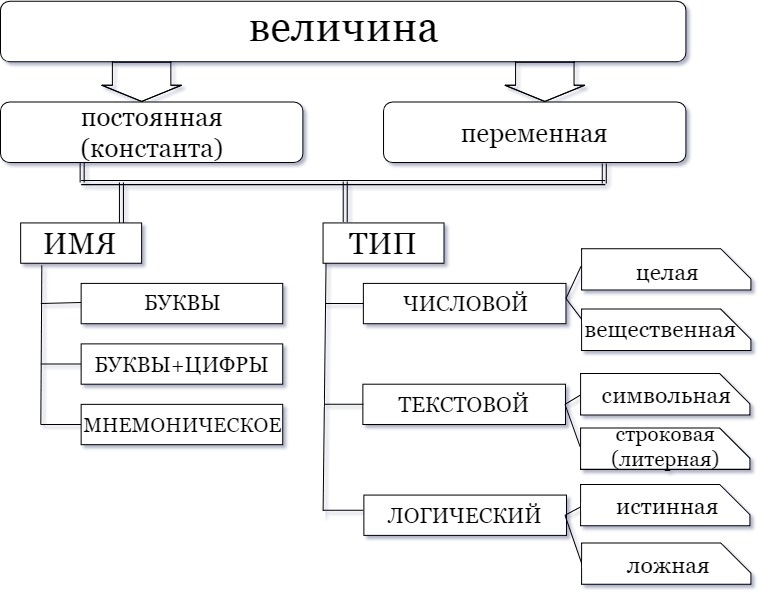 величина
постоянная
(константа)
переменная
ИМЯ
ТИП
БУКВЫ
БУКВЫ+ЦИФРЫ
МНЕМОНИЧЕСКОЕ
ЧИСЛОВОЙ
целая
вещественная
ТЕКСТОВОЙ
символьная
строковая
(литерная)
ЛОГИЧЕСКИЙ
истинная
ложная